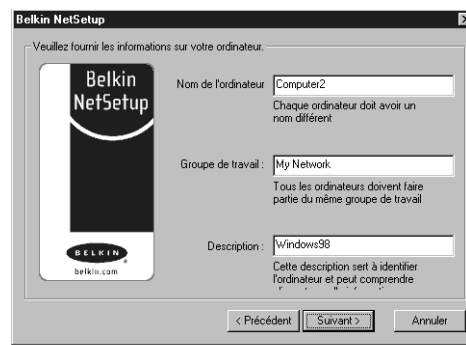 Belkin NetSetup
Veuillez fournir les informations sur votre ordinateur.
Belkin
NetSetup
BELKIN
belkin.com
Nom de l'ordinateur
Computer2
Chaque ordinateur doit avoir un
nom différent
Groupe de travail :
My Network
Tous les ordinateurs doivent faire
partie du même groupe de travail
Description :
Windows98
Cette description sert à identifier
l'ordinateur et peut comprendre
< Précédent
Suivant >
Annuler